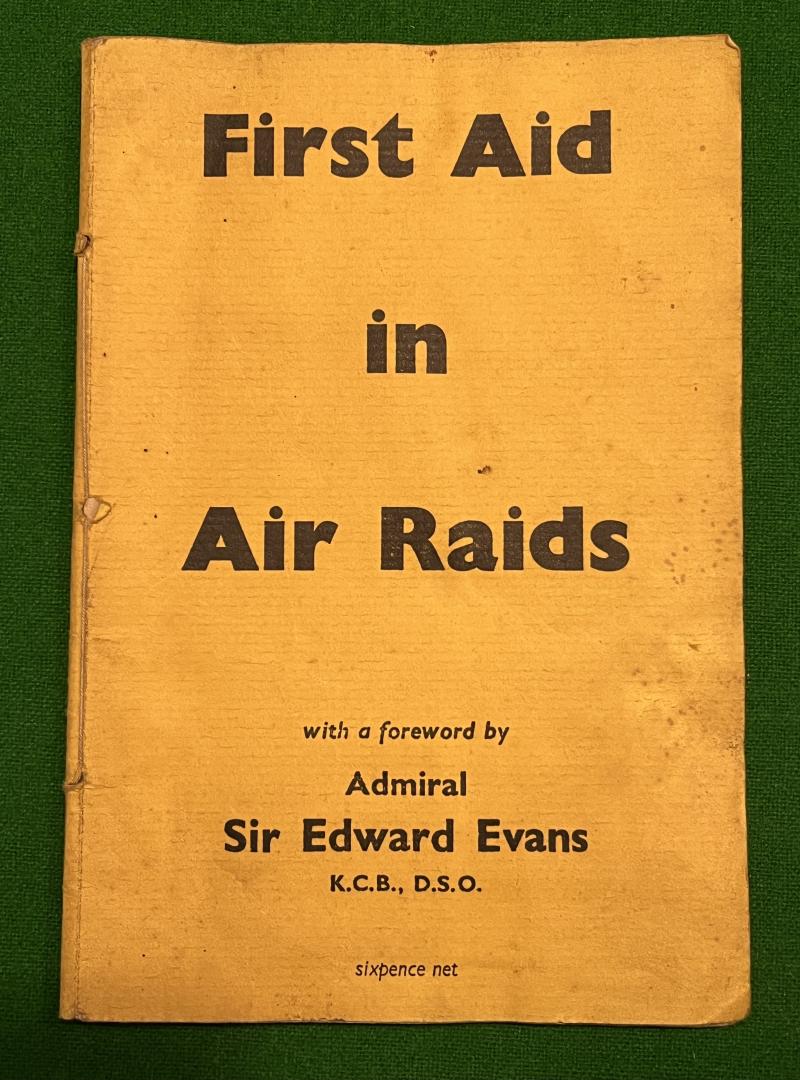 First Aid
in
Air Raids
with a foreword by
Admiral
Sir Edward Evans
K.C.B., D.S.O.
sixpence net